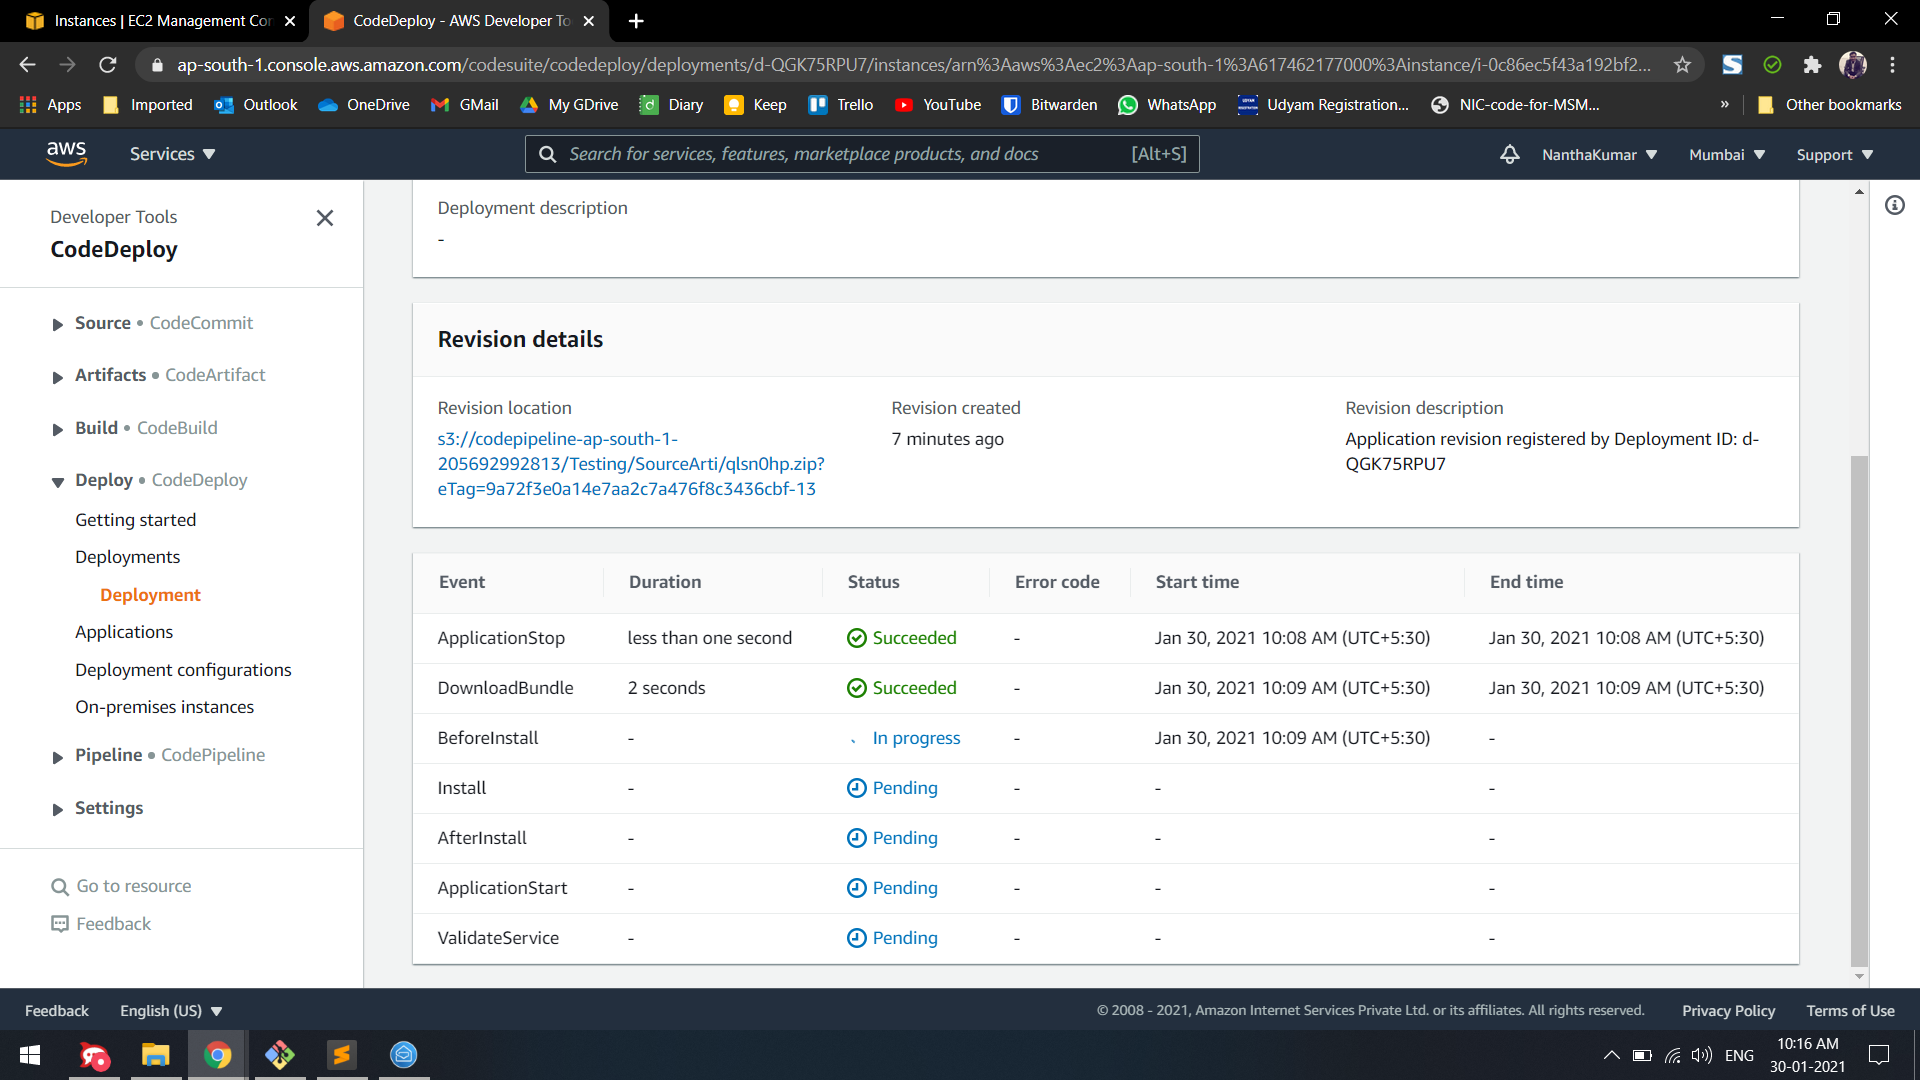 Instances | EC2 Management Con
CodeDeploy - AWS Developer To
ap-south-1.console.aws.amazon.com/codesuite/codedeploy/deployments/d-QGK75RPU7/instances/arn%3Aaws%3Aec2%3Aap-south-1%3A617462177000%3Ainstance/i-0c86ec5f43a192bf2...
Apps Imported Outlook OneDrive GMail My GDrive Diary Keep Trello YouTube Bitwarden WhatsApp Udyam Registration... NIC-code-for-MSM... » Other bookmarks
aws Services Search for services, features, marketplace products, and docs [Alt+S] NanthaKumar Mumbai Support
Developer Tools
CodeDeploy
Source • CodeCommit
Artifacts • CodeArtifact
Build • CodeBuild
Deploy • CodeDeploy
Getting started
Deployments
Deployment
Applications
Deployment configurations
On-premises instances
Pipeline • CodePipeline
Settings
Go to resource
Feedback
Deployment description
-
Revision details
Revision location
s3://codepipeline-ap-south-1-
205692992813/Testing/SourceArti/qlsn0hp.zip?
eTag=9a72f3e0a14e7aa2c7a476f8c3436cbf-13
Revision created
7 minutes ago
Revision description
Application revision registered by Deployment ID: d-
QGK75RPU7
Event Duration Status Error code Start time End time
ApplicationStop less than one second Succeeded - Jan 30, 2021 10:08 AM (UTC+5:30) Jan 30, 2021 10:08 AM (UTC+5:30)
DownloadBundle 2 seconds Succeeded - Jan 30, 2021 10:09 AM (UTC+5:30) Jan 30, 2021 10:09 AM (UTC+5:30)
BeforeInstall - In progress - Jan 30, 2021 10:09 AM (UTC+5:30) -
Install - Pending - - -
AfterInstall - Pending - - -
ApplicationStart - Pending - - -
ValidateService - Pending - - -
Feedback English (US) © 2008 - 2021, Amazon Internet Services Private Ltd. or its affiliates. All rights reserved. Privacy Policy Terms of Use
ENG
10:16 AM
30-01-2021